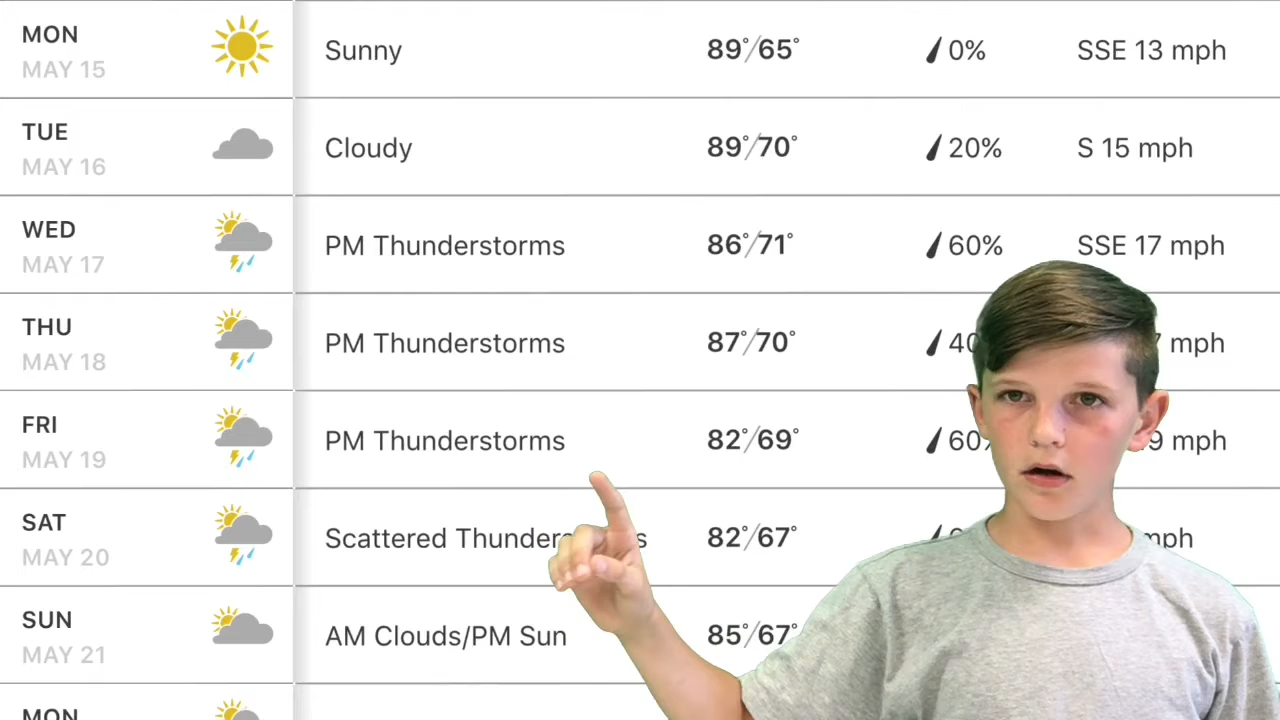 MON
MAY 15
Sunny
89°/65°
0%
SSE 13 mph
TUE
MAY 16
Cloudy
89°/70°
20%
S 15 mph
WED
MAY 17
PM Thunderstorms
86°/71°
60%
SSE 17 mph
THU
MAY 18
PM Thunderstorms
87°/70°
mph
FRI
MAY 19
PM Thunderstorms
82°/69°
mph
SAT
MAY 20
Scattered
82°/67°
mph
SUN
MAY 21
AM Clouds/PM Sun
85°/67°
MON